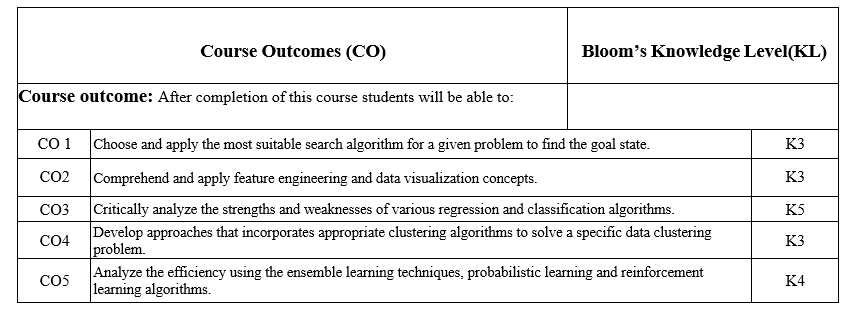 Course Outcomes (CO) Bloom's Knowledge Level(KL)
Course outcome: After completion of this course students will be able to:
CO 1 Choose and apply the most suitable search algorithm for a given problem to find the goal state. K3
CO2 Comprehend and apply feature engineering and data visualization concepts. K3
CO3 Critically analyze the strengths and weaknesses of various regression and classification algorithms. K5
CO4 Develop approaches that incorporates appropriate clustering algorithms to solve a specific data clustering
problem. K3
CO5 Analyze the efficiency using the ensemble learning techniques, probabilistic learning and reinforcement
learning algorithms. K4